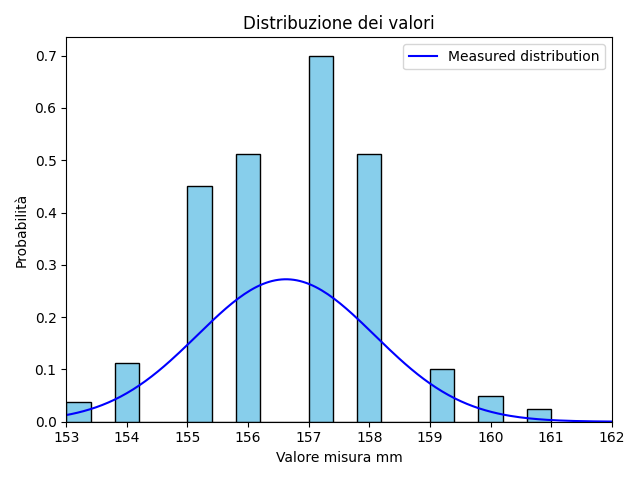 Distribuzione dei valori
Measured distribution
Probabilità
0.7
0.6
0.5
0.4
0.3
0.2
0.1
0.0
153 154 155 156 157 158 159 160 161 162
Valore misura mm